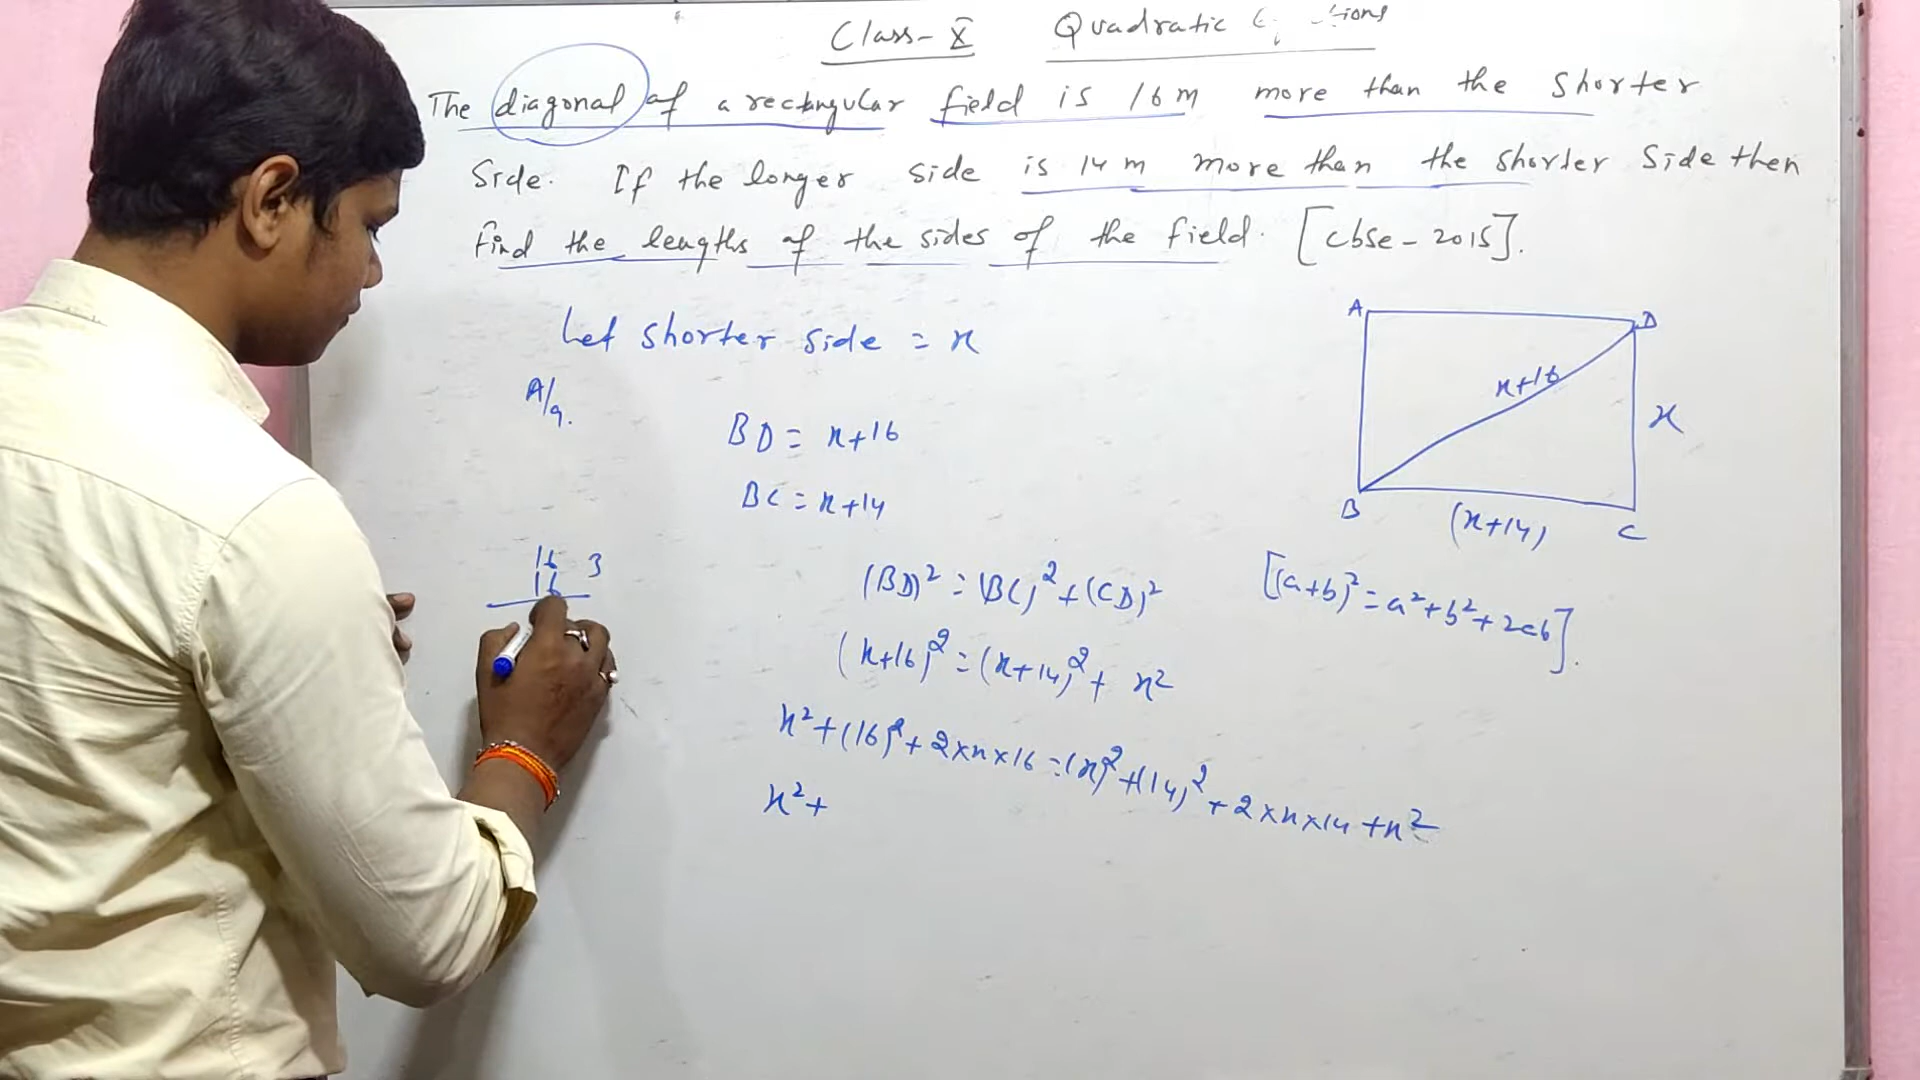 Class-X Quadratic
The diagonal of a rectangular field is 16m more than the shorter
Side. If the longer side is 14 m more than the shorter Side then
find the lengths of the sides of the field. [cbse-2015].
Let shorter side = x
A/q.
BD = x+16
BC = x+14
A
D
x+16
x
B
(x+14)
C
16 3
16
(BD)² = (BC)² + (CD)²
[(a+b)² = a²+b²+2ab].
(x+16)² = (x+14)² + x²
x²+(16)²+2×x×16 = (x)²+(14)²+2×x×14+x²
x²+